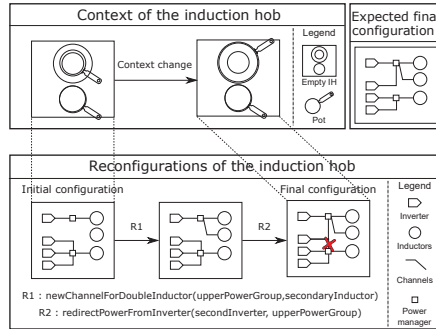 Context of the induction hob
Expected final
configuration
Context change
Legend
Empty IH
Pot
Reconfigurations of the induction hob
Initial configuration
Final configuration
R1
R2
Legend
Inverter
Inductors
Channels
Power
manager
R1 : newChannelForDoubleInductor(upperPowerGroup,secondaryInductor)
R2 : redirectPowerFromInverter(secondInverter, upperPowerGroup)